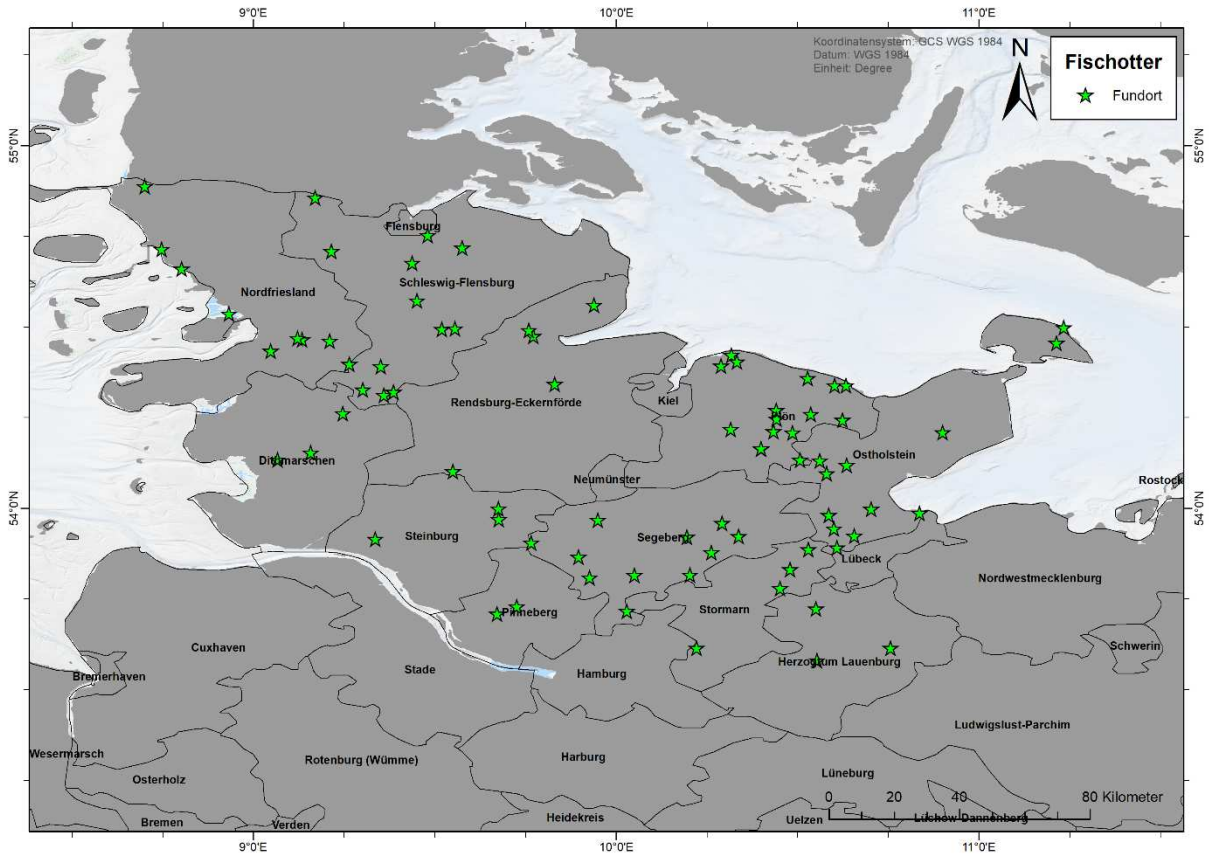 9°0'E 10°0'E 11°0'E
Koordinatensystem: GCS WGS 1984
Datum: WGS 1984
Einheit: Degree
N
Fischotter
Fundort
55°0'N 55°0'N
Flensburg
Schleswig-Flensburg
Nordfriesland
Kiel
Rendsburg-Eckernförde
Plön
Ostholstein
Dithmarschen
Neumünster
Rostock
54°0'N 54°0'N
Steinburg
Segeberg
Lübeck
Nordwestmecklenburg
Stormarn
Pinneberg
Cuxhaven
Schwerin
Stade
Herzogtum Lauenburg
Hamburg
Bremerhaven
Ludwigslust-Parchim
Wesermarsch
Rotenburg (Wümme)
Harburg
Osterholz
Lüneburg
0 20 40 80 Kilometer
Heidekreis
Uelzen
Lüchow-Dannenberg
Bremen
Verden
9°0'E 10°0'E 11°0'E